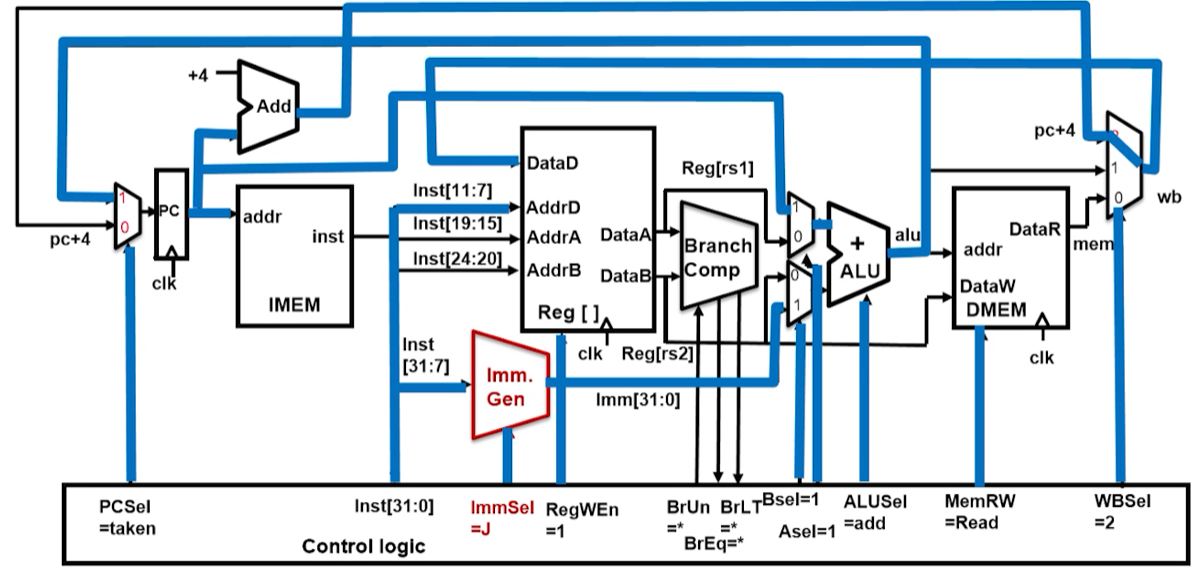 +4
Add
pc+4
2
1
0
wb
1
0
pc+4
PC
clk
addr
inst
IMEM
Inst[11:7]
Inst[19:15]
Inst[24:20]
Inst
[31:7]
DataD
AddrD
AddrA
AddrB
DataA
DataB
Reg [ ]
clk
Reg[rs1]
Reg[rs2]
Branch
Comp
Imm.
Gen
Imm[31:0]
1
0
0
1
+
ALU
alu
addr
DataR
DataW
DMEM
clk
mem
PCSel
=taken
Inst[31:0]
ImmSel
=J
RegWEn
=1
BrUn
=*
BrLT
=*
BrEq=*
Bsel=1
Asel=1
ALUSel
=add
MemRW
=Read
WBSel
=2
Control logic